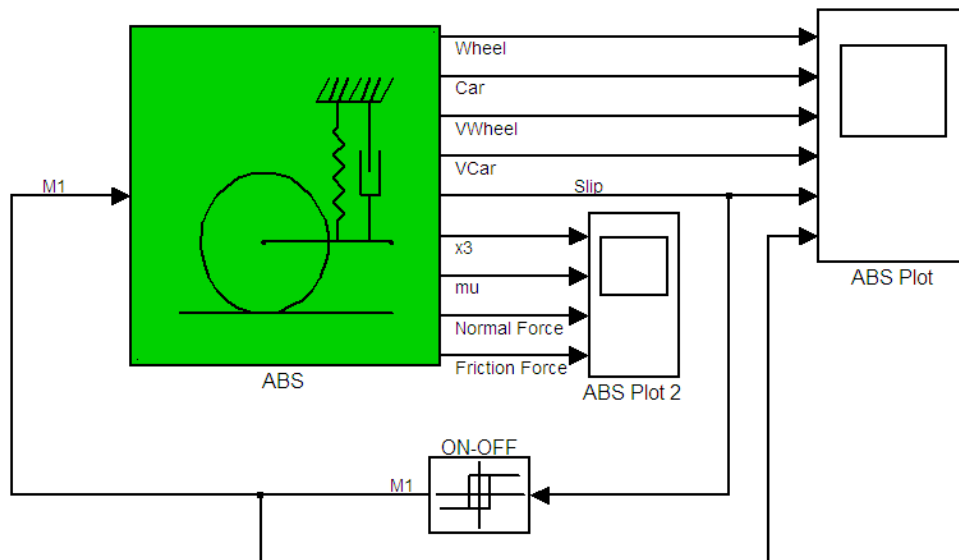 Wheel
Car
VWheel
VCar
M1
Slip
x3
mu
ABS Plot
Normal Force
Friction Force
ABS
ABS Plot 2
ON-OFF
M1